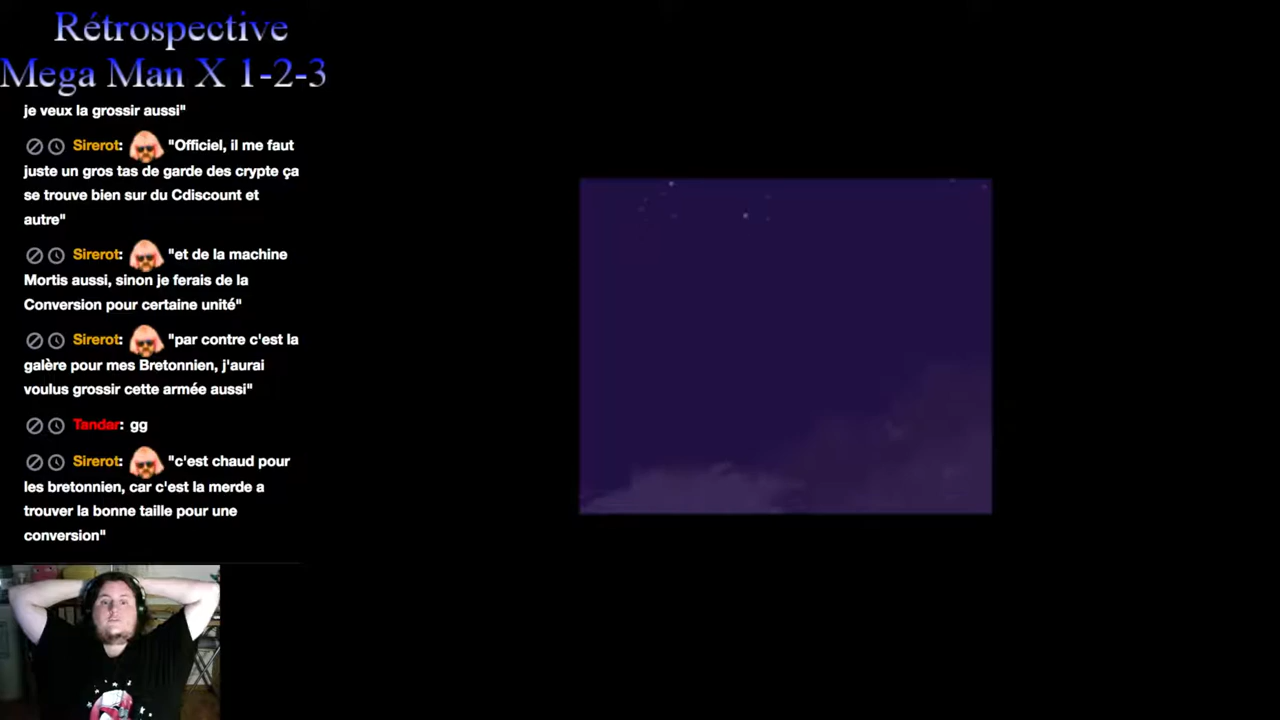 Rétrospective
Mega Man X 1-2-3
je veux la grossir aussi"
Sirerot: "Officiel, il me faut
juste un gros tas de garde des crypte ça
se trouve bien sur du Cdiscount et
autre"
Sirerot: "et de la machine
Mortis aussi, sinon je ferais de la
Conversion pour certaine unité"
Sirerot: "par contre c'est la
galère pour mes Bretonnien, j'aurai
voulus grossir cette armée aussi"
Tandar: gg
Sirerot: "c'est chaud pour
les bretonnien, car c'est la merde a
trouver la bonne taille pour une
conversion"